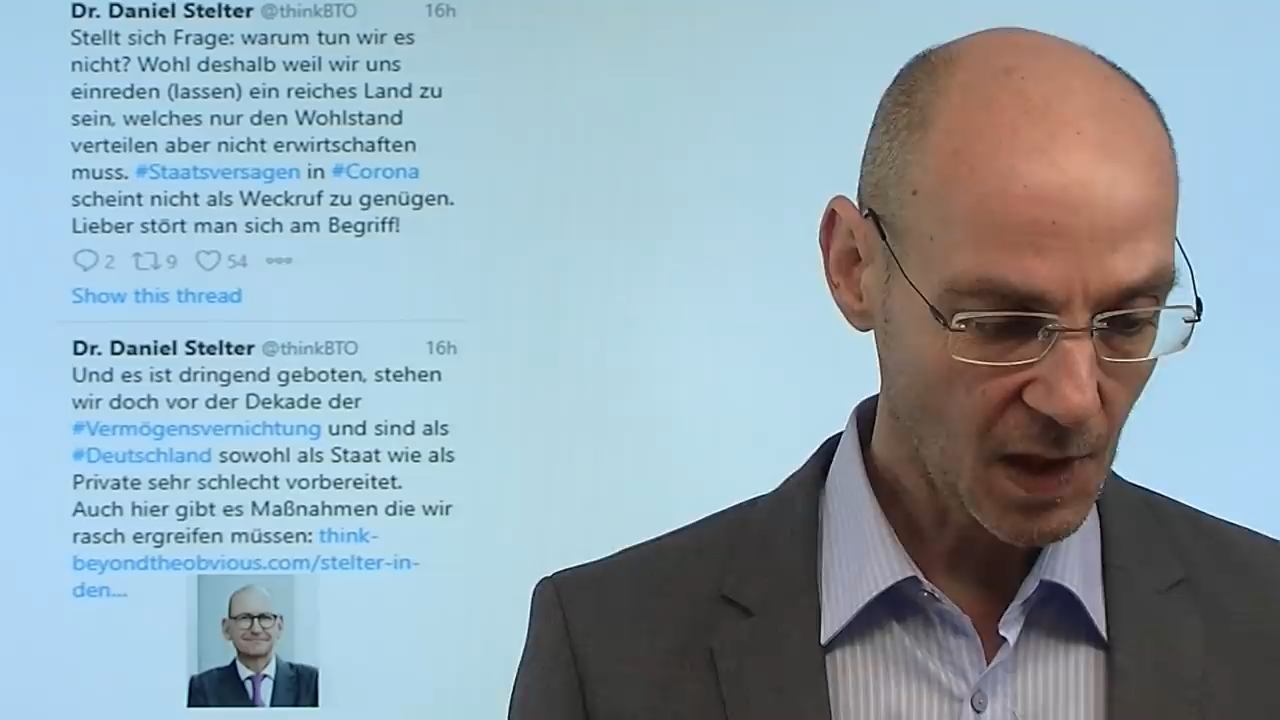 Dr. Daniel Stelter @thinkBTO 16h
Stellt sich Frage: warum tun wir es
nicht? Wohl deshalb weil wir uns
einreden (lassen) ein reiches Land zu
sein, welches nur den Wohlstand
verteilen aber nicht erwirtschaften
muss. #Staatsversagen in #Corona
scheint nicht als Weckruf zu genügen.
Lieber stört man sich am Begriff!
2 9 54
Show this thread
Dr. Daniel Stelter @thinkBTO 16h
Und es ist dringend geboten, stehen
wir doch vor der Dekade der
#Vermögensvernichtung und sind als
#Deutschland sowohl als Staat wie als
Private sehr schlecht vorbereitet.
Auch hier gibt es Maßnahmen die wir
rasch ergreifen müssen: think-
beyondtheobvious.com/stelter-in-
den...